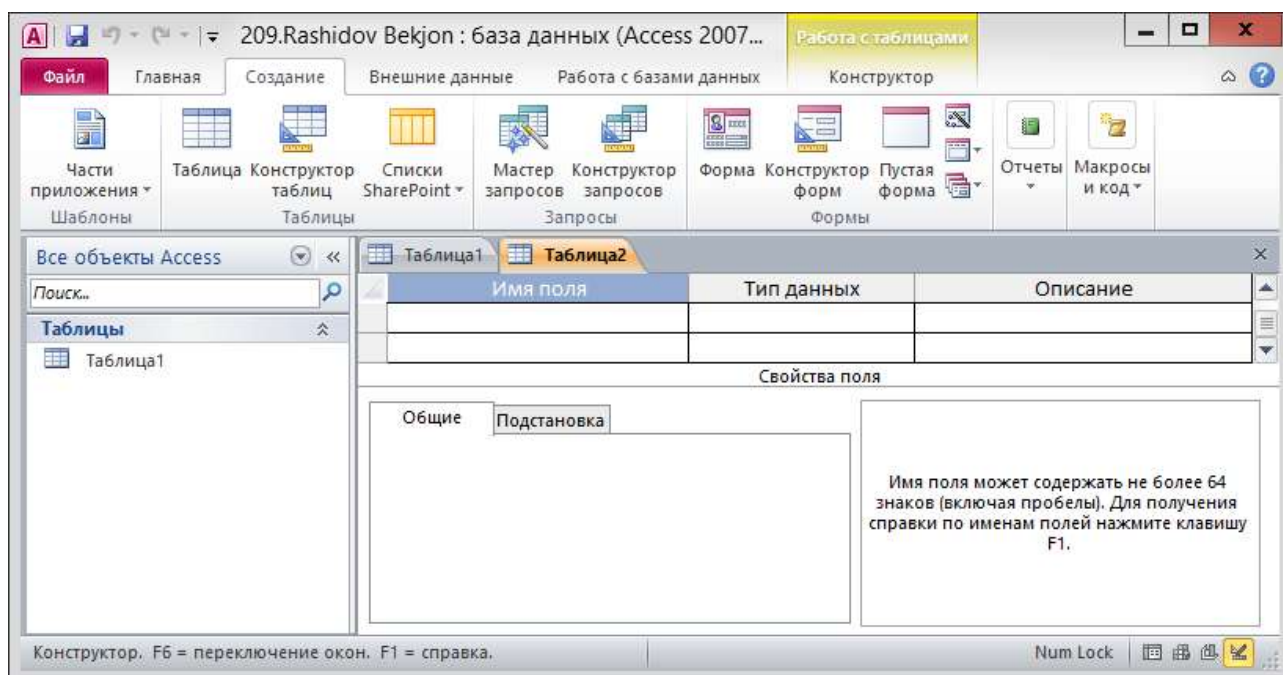 209.Rashidov Bekjon : база данных (Access 2007...
Работа с таблицами
Файл Главная Создание Внешние данные Работа с базами данных Конструктор
Части приложения
Таблица
Конструктор таблиц
Списки SharePoint
Мастер запросов
Конструктор запросов
Форма
Конструктор форм
Пустая форма
Отчеты
Макросы и код
Шаблоны Таблицы Запросы Формы
Все объекты Access
Поиск...
Таблицы
Таблица1
Таблица1 Таблица2
Имя поля Тип данных Описание
Свойства поля
Общие Подстановка
Имя поля может содержать не более 64
знаков (включая пробелы). Для получения
справки по именам полей нажмите клавишу
F1.
Конструктор. F6 = переключение окон. F1 = справка.
Num Lock